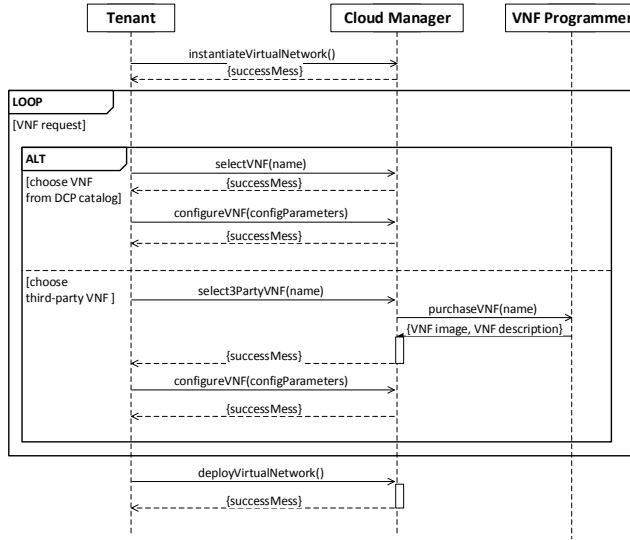 Tenant
Cloud Manager
VNF Programmer
instantiateVirtualNetwork()
{successMess}
LOOP
[VNF request]
ALT
[choose VNF
from DCP catalog]
selectVNF(name)
{successMess}
configureVNF(configParameters)
{successMess}
[choose
third-party VNF ]
select3PartyVNF(name)
purchaseVNF(name)
{VNF image, VNF description}
{successMess}
configureVNF(configParameters)
{successMess}
deployVirtualNetwork()
{successMess}